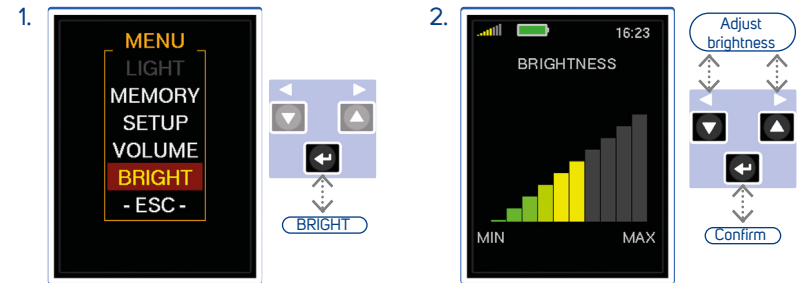 1.
MENU
LIGHT
MEMORY
SETUP
VOLUME
BRIGHT
- ESC -
BRIGHT
2.
16:23
BRIGHTNESS
MIN MAX
Adjust
brightness
Confirm